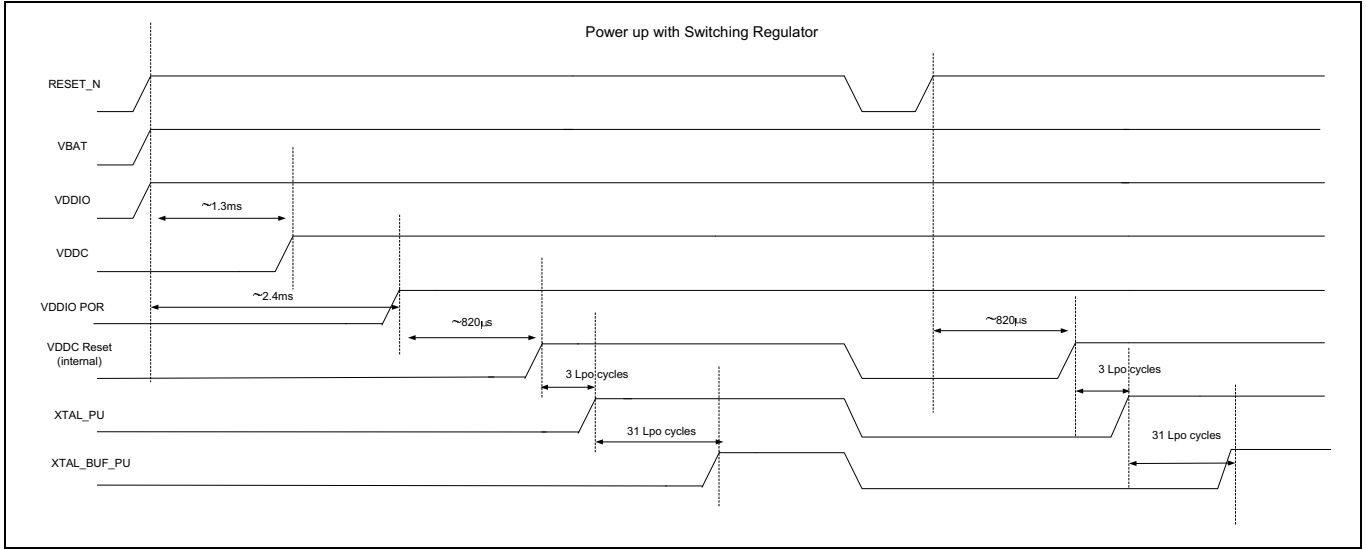 Power up with Switching Regulator
RESET_N
VBAT
VDDIO
~1.3ms
VDDC
~2.4ms
VDDIO POR
~820µs
~820µs
VDDC Reset
(internal)
3 Lpo cycles
3 Lpo cycles
XTAL_PU
31 Lpo cycles
31 Lpo cycles
XTAL_BUF_PU